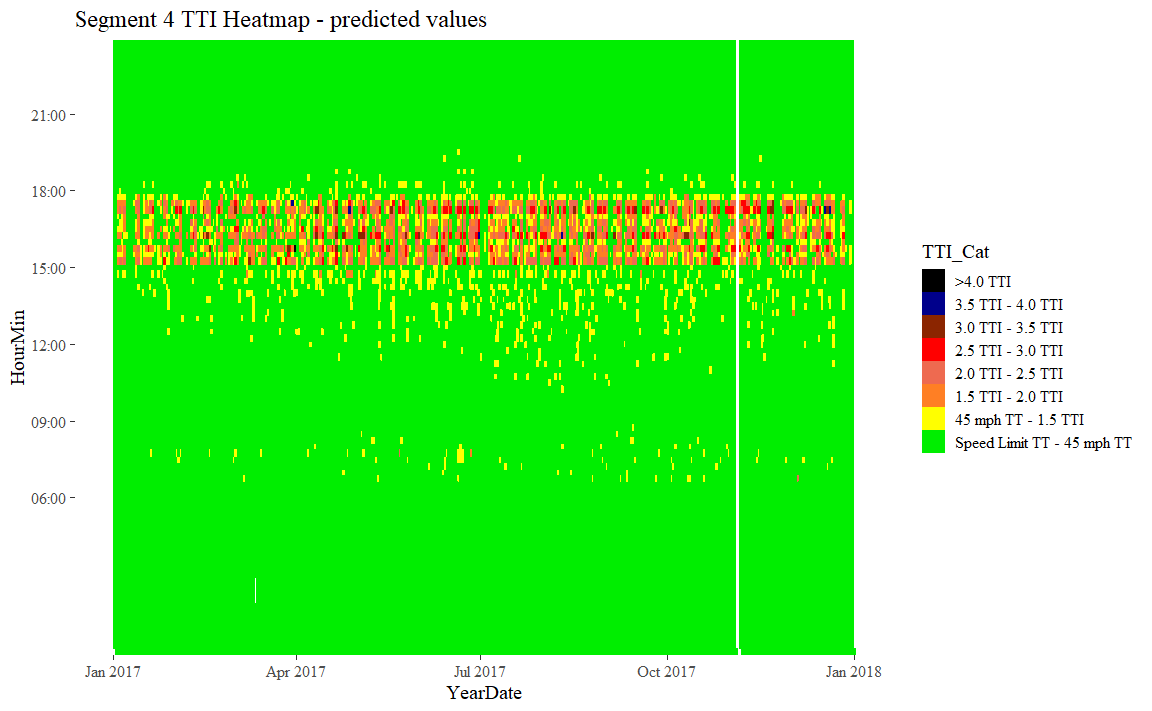 Segment 4 TTI Heatmap - predicted values
HourMin
21:00
18:00
15:00
12:00
09:00
06:00
Jan 2017
Apr 2017
Jul 2017
Oct 2017
Jan 2018
YearDate
TTI_Cat
>4.0 TTI
3.5 TTI - 4.0 TTI
3.0 TTI - 3.5 TTI
2.5 TTI - 3.0 TTI
2.0 TTI - 2.5 TTI
1.5 TTI - 2.0 TTI
45 mph TT - 1.5 TTI
Speed Limit TT - 45 mph TT